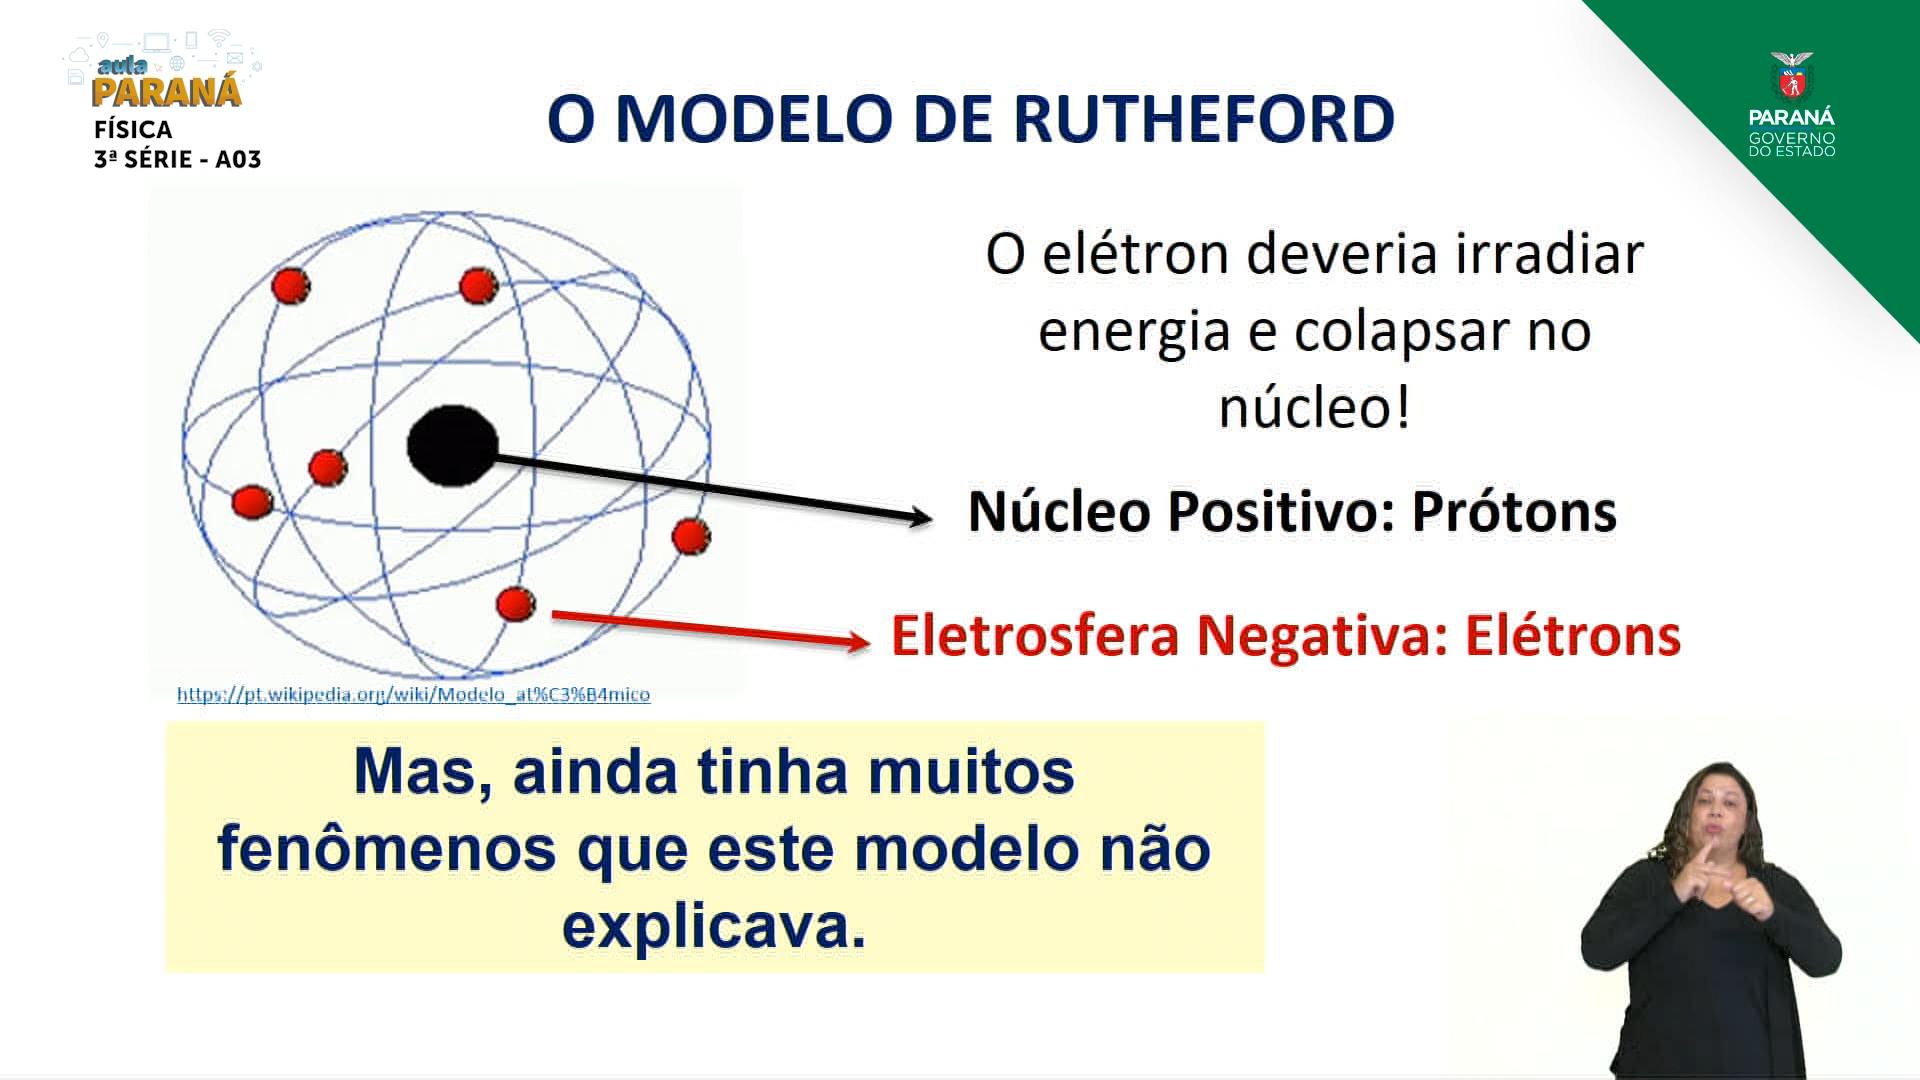 aula
PARANÁ
FÍSICA
3ª SÉRIE - A03
O MODELO DE RUTHEFORD
PARANÁ
GOVERNO
DO ESTADO
O elétron deveria irradiar
energia e colapsar no
núcleo!
Núcleo Positivo: Prótons
Eletrosfera Negativa: Elétrons
https://pt.wikipedia.org/wiki/Modelo_at%C3%B4mico
Mas, ainda tinha muitos
fenômenos que este modelo não
explicava.